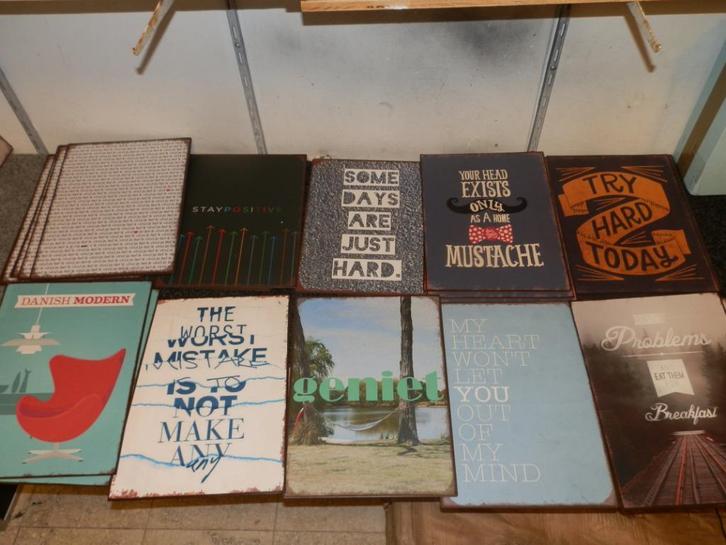 STAYPOSITIVE
SOME
DAYS
ARE
JUST
HARD.
YOUR HEAD
EXISTS
ONLY
AS A HOME
MUSTACHE
TRY
HARD
TODAY
DANISH MODERN
THE
WORST
MISTAKE
IS TO
NOT
MAKE
ANY
any
geniet
MY
HEART
WON'T
LET
YOU
OUT
OF
MY
MIND
Problems
EAT THEM
Breakfast